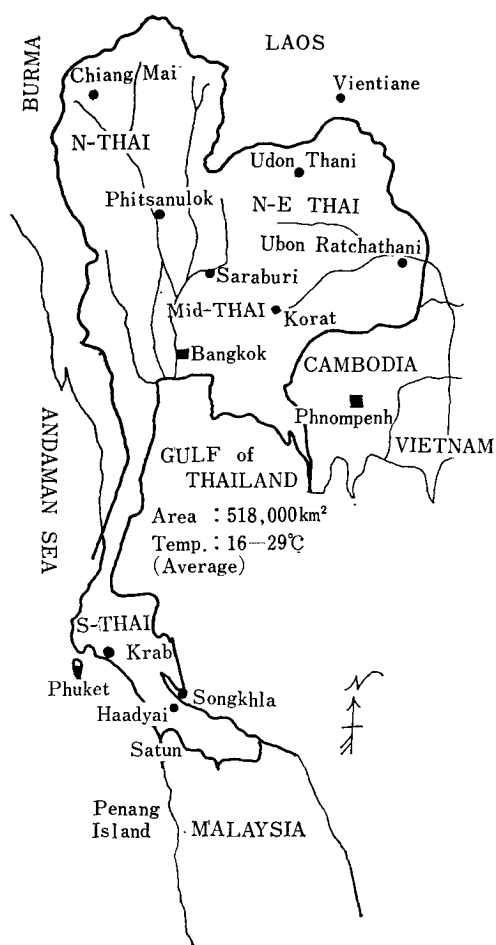 LAOS
BURMA
Chiang Mai
Vientiane
N-THAI
Udon Thani
Phitsanulok
N-E THAI
Ubon Ratchathani
Saraburi
Mid-THAI
Korat
Bangkok
CAMBODIA
Phnompenh
VIETNAM
ANDAMAN SEA
GULF of
THAILAND
Area : 518,000km²
Temp. : 16—29℃
(Average)
S-THAI
Krab
Phuket
Songkhla
Haadyai
Satun
N
Penang
Island
MALAYSIA